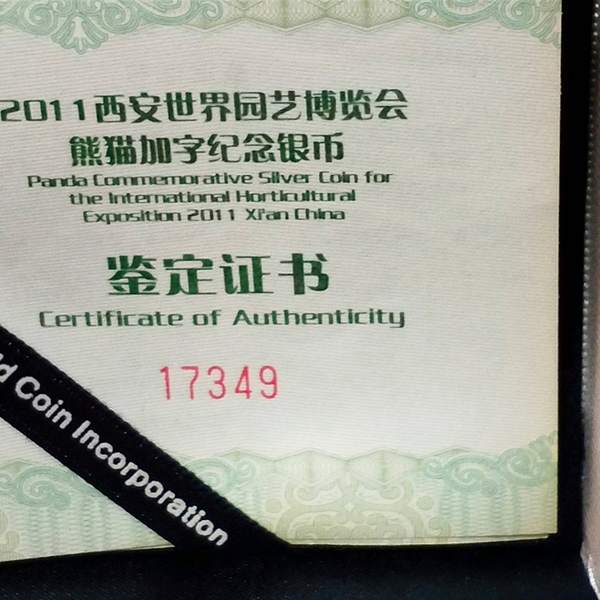 2011西安世界园艺博览会
熊猫加字纪念银币
Panda Commemorative Silver Coin for
the International Horticultural
Exposition 2011 Xi'an China
鉴定证书
Certificate of Authenticity
17349
Coin Incorporation